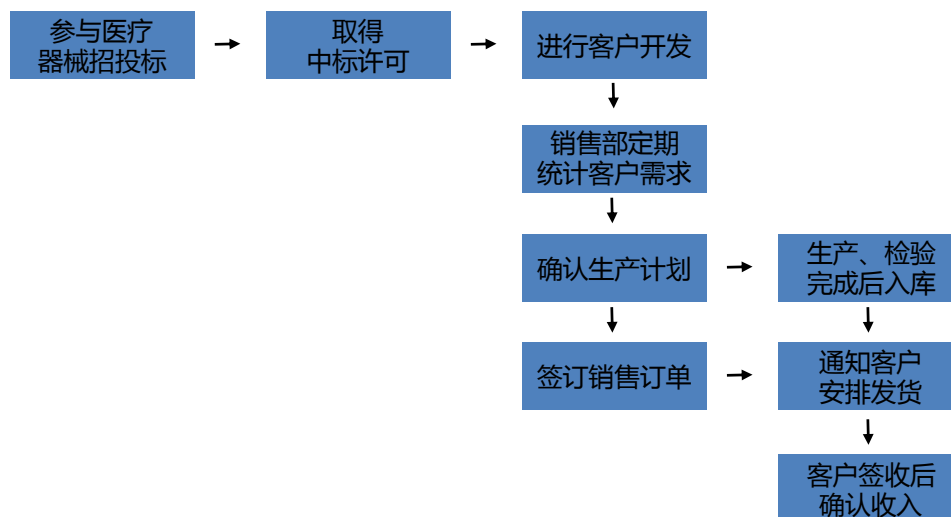 参与医疗
器械招投标
取得
中标许可
进行客户开发
销售部定期
统计客户需求
确认生产计划
生产、检验
完成后入库
签订销售订单
通知客户
安排发货
客户签收后
确认收入